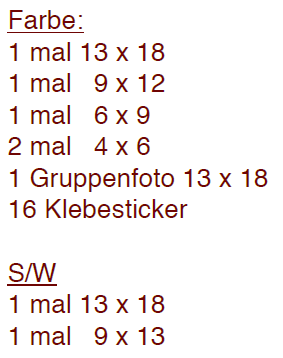 Farbe:
1 mal 13 x 18
1 mal 9 x 12
1 mal 6 x 9
2 mal 4 x 6
1 Gruppenfoto 13 x 18
16 Klebesticker
S/W
1 mal 13 x 18
1 mal 9 x 13